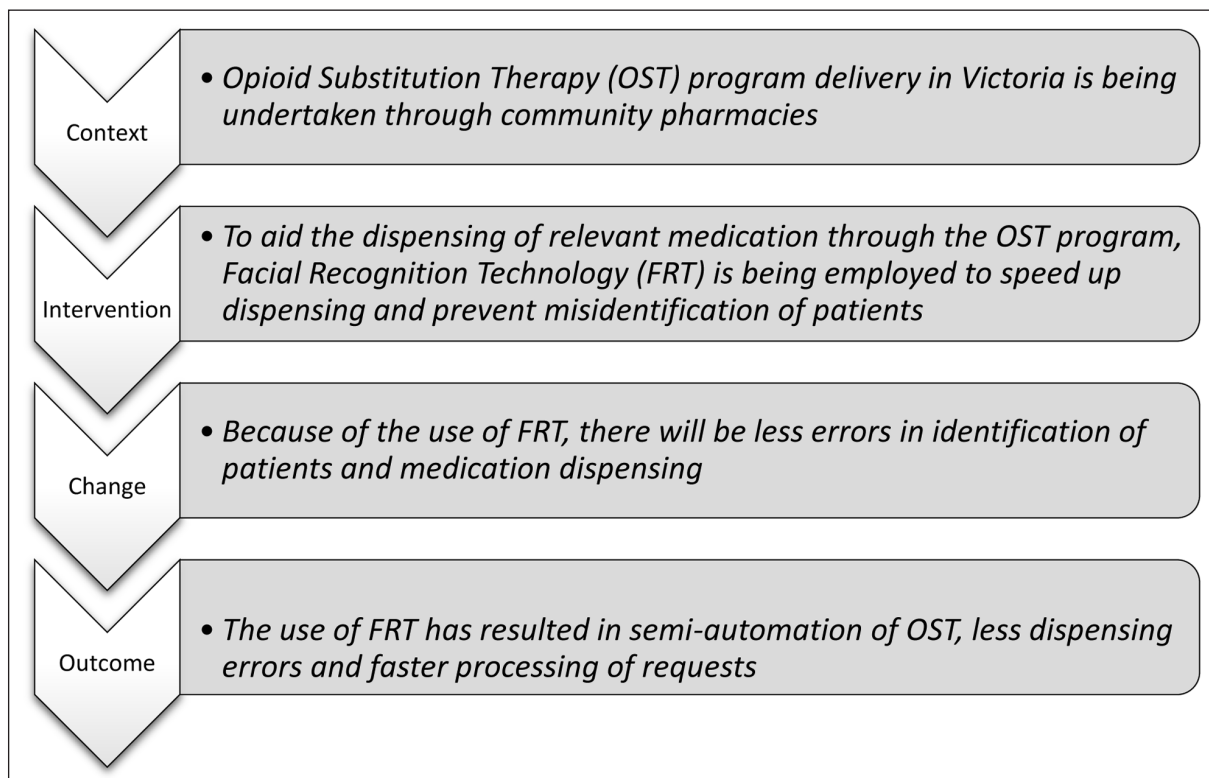 Context
• Opioid Substitution Therapy (OST) program delivery in Victoria is being
undertaken through community pharmacies
Intervention
• To aid the dispensing of relevant medication through the OST program,
Facial Recognition Technology (FRT) is being employed to speed up
dispensing and prevent misidentification of patients
Change
• Because of the use of FRT, there will be less errors in identification of
patients and medication dispensing
Outcome
• The use of FRT has resulted in semi-automation of OST, less dispensing
errors and faster processing of requests